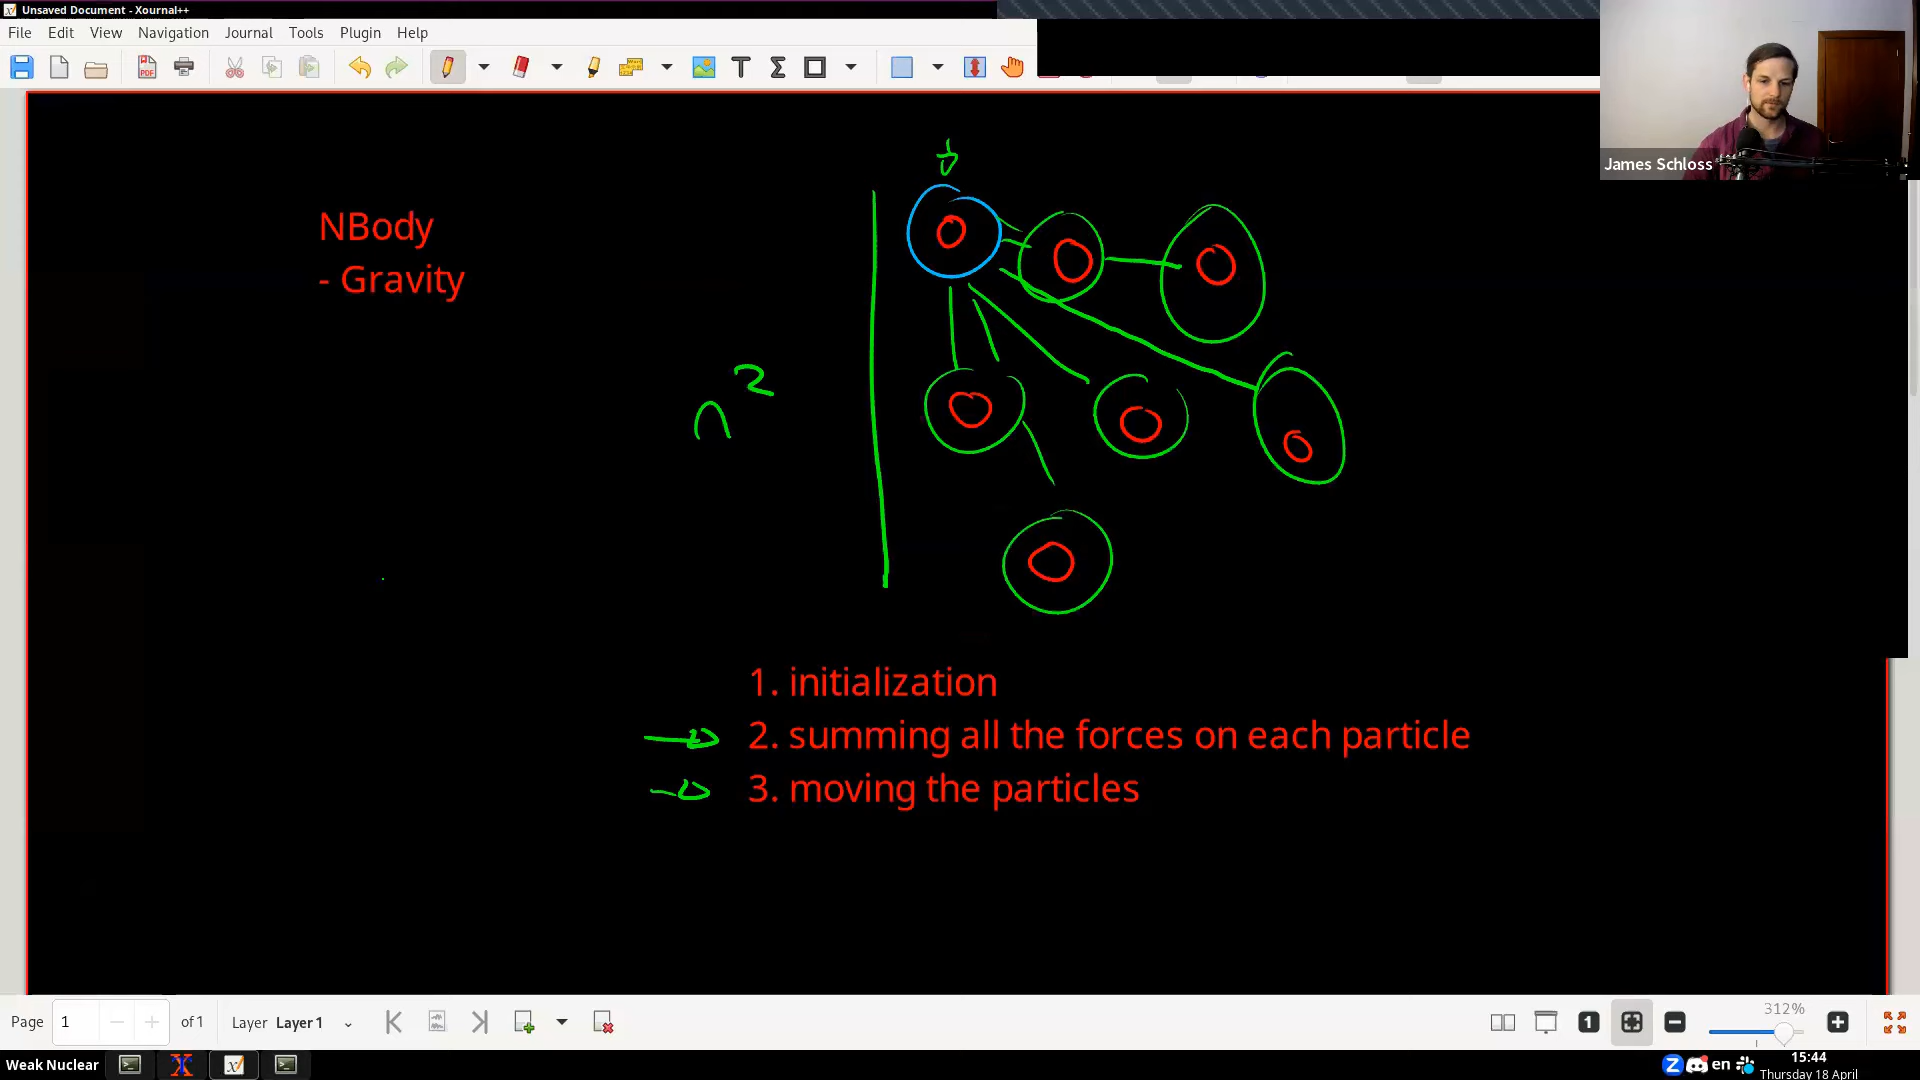 Unsaved Document - Xournal++
File Edit View Navigation Journal Tools Plugin Help
PDF
T Σ
James Schloss
NBody
- Gravity
n²
1. initialization
2. summing all the forces on each particle
3. moving the particles
Page 1 of 1 Layer Layer 1
312%
1
Weak Nuclear
Z en
15:44
Thursday 18 April